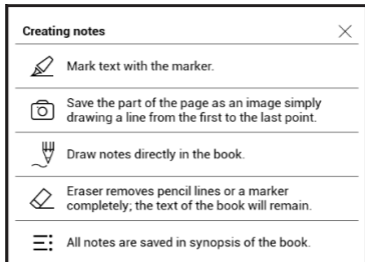 Creating notes
Mark text with the marker.
Save the part of the page as an image simply
drawing a line from the first to the last point.
Draw notes directly in the book.
Eraser removes pencil lines or a marker
completely; the text of the book will remain.
All notes are saved in synopsis of the book.